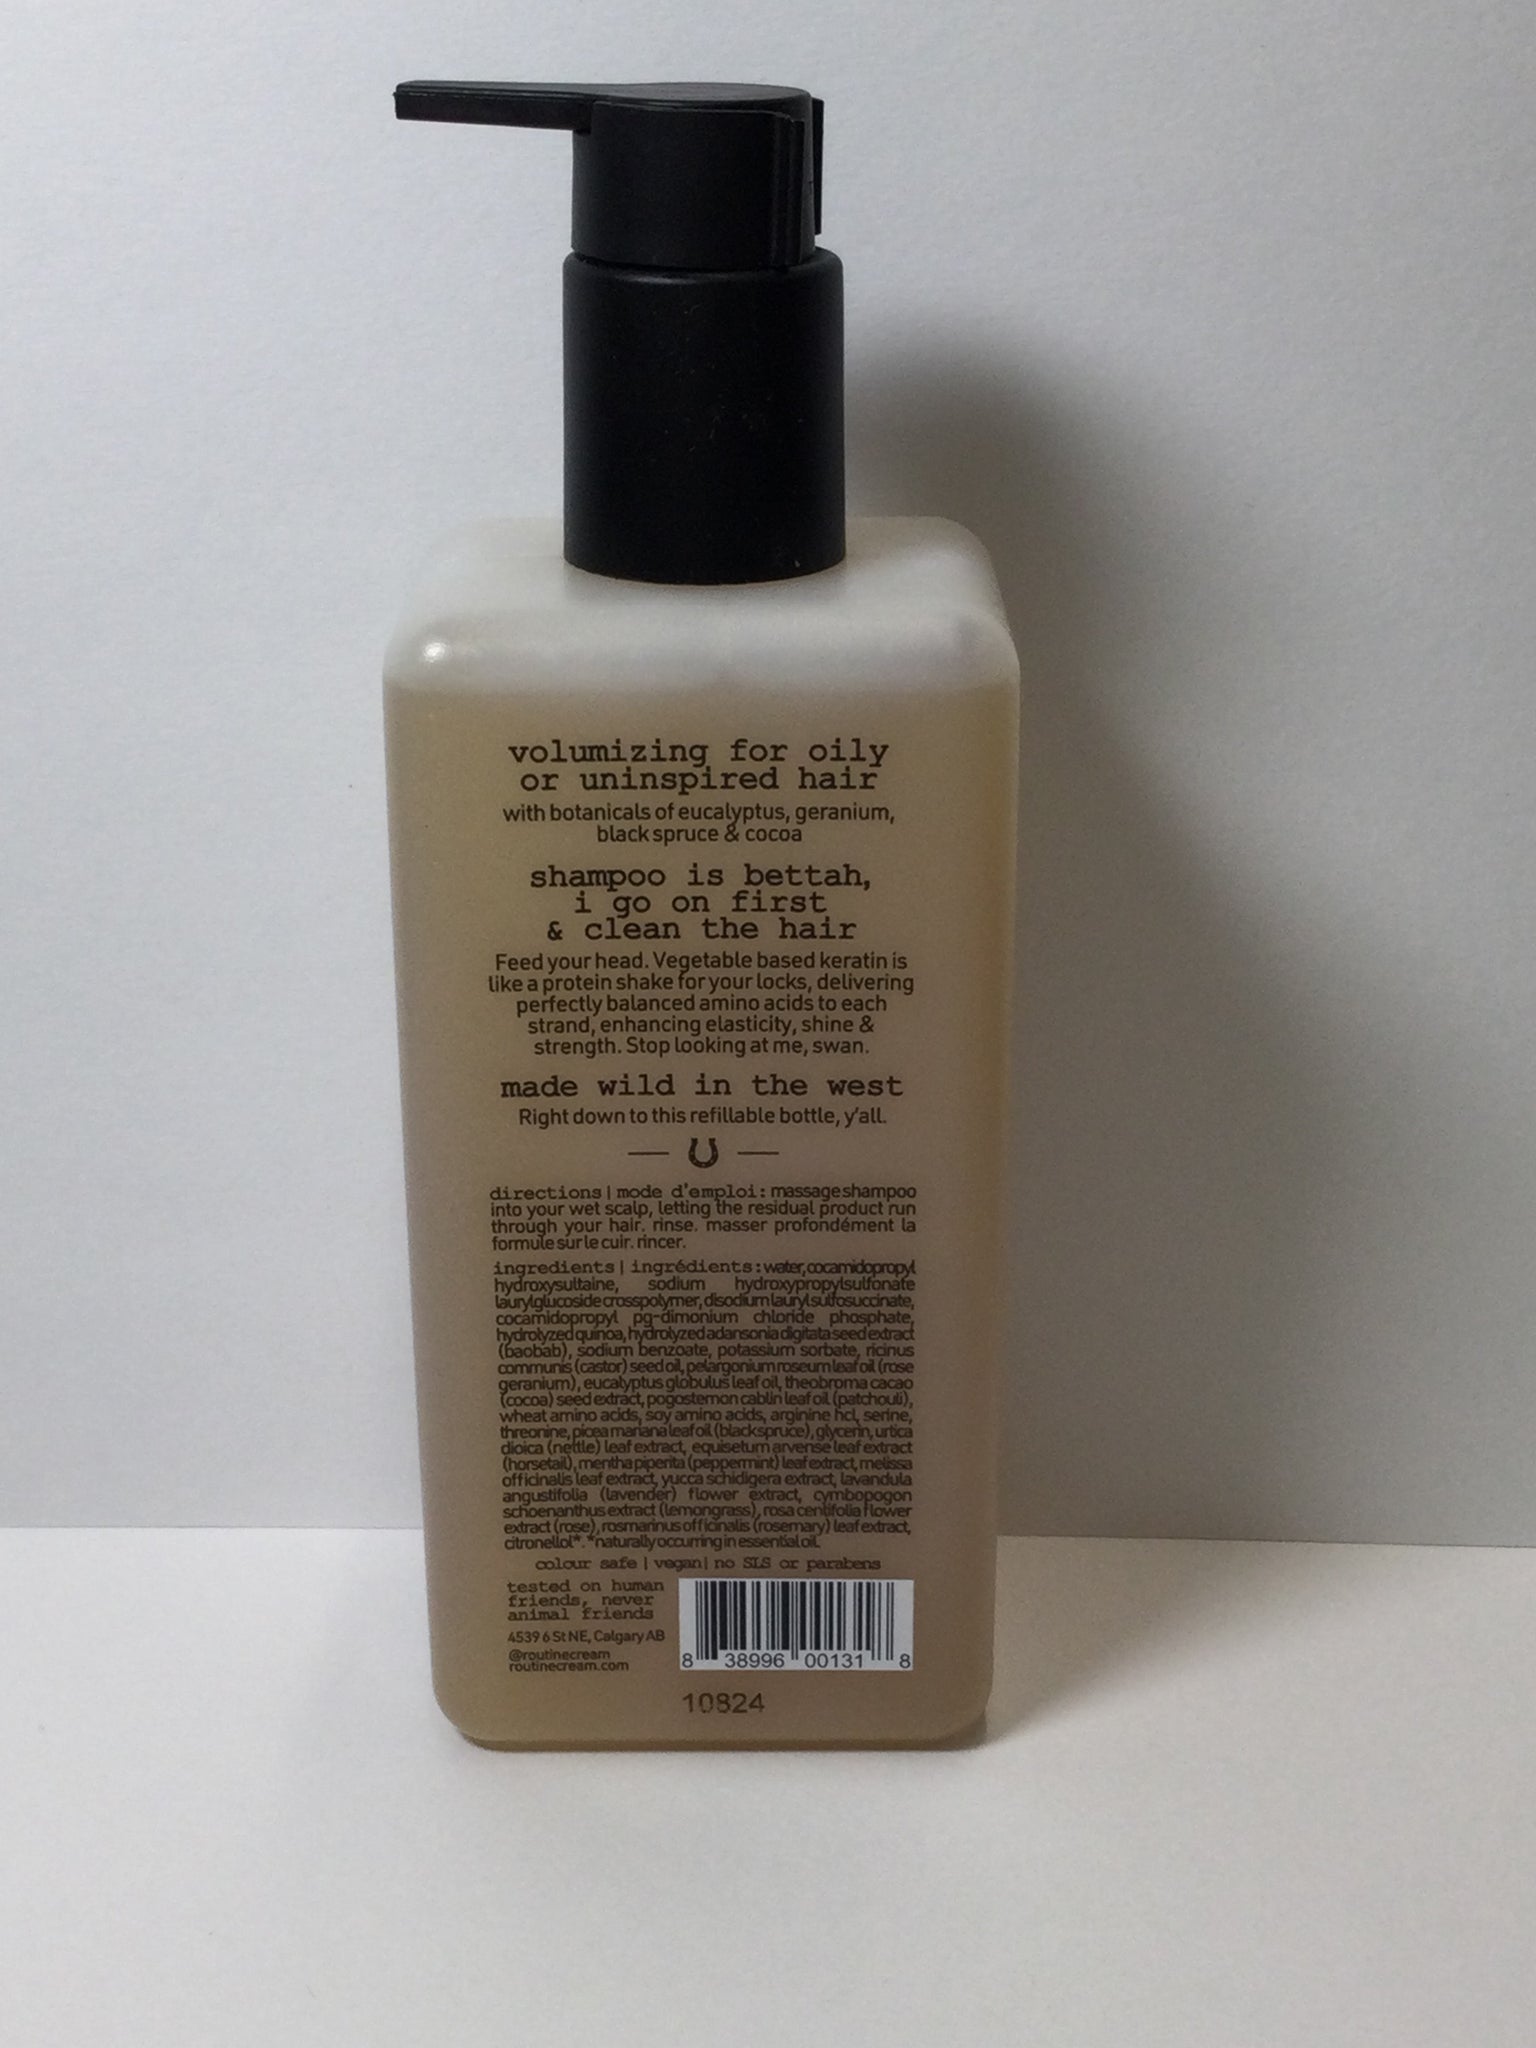 volumizing for oily
or uninspired hair
with botanicals of eucalyptus, geranium,
black spruce & cocoa
shampoo is bettah,
i go on first
& clean the hair
Feed your head. Vegetable based keratin is
like a protein shake for your locks, delivering
perfectly balanced amino acids to each
strand, enhancing elasticity, shine &
strength. Stop looking at me, swan.
made wild in the west
Right down to this refillable bottle, y'all.
directions | mode d'emploi: massage shampoo
into your wet scalp, letting the residual product run
through your hair. rinse. masser profondément la
formule sur le cuir. rincer.
ingredients | ingrédients: water, cocamidopropyl
hydroxysultaine, sodium hydroxypropylsulfonate
laurylglucoside crosspolymer, disodium lauryl sulfosuccinate,
cocamidopropyl pg-dimonium chloride phosphate,
hydrolyzed quinoa, hydrolyzed adansonia digitata seed extract
(baobab), sodium benzoate, potassium sorbate, ricinus
communis (castor) seed oil, pelargonium roseum leaf oil (rose
geranium), eucalyptus globulus leaf oil, theobroma cacao
(cocoa) seed extract, pogostemon cablin leaf oil (patchouli),
wheat amino acids, soy amino acids, arginine hcl, serine,
threonine, picea mariana leaf oil (black spruce), glycerin, urtica
dioica (nettle) leaf extract, equisetum arvense leaf extract
(horsetail), mentha piperita (peppermint) leaf extract, melissa
officinalis leaf extract, yucca schidigera extract, lavandula
angustifolia (lavender) flower extract, cymbopogon
schoenanthus extract (lemongrass), rosa centifolia flower
extract (rose), rosmarinus officinalis (rosemary) leaf extract,
citronellol*. *naturally occurring in essential oil.
colour safe | vegan | no SLS or parabens
tested on human
friends, never
animal friends
4539 6 St NE, Calgary AB
@routinecream
routinecream.com
8 38996 00131 8
10824